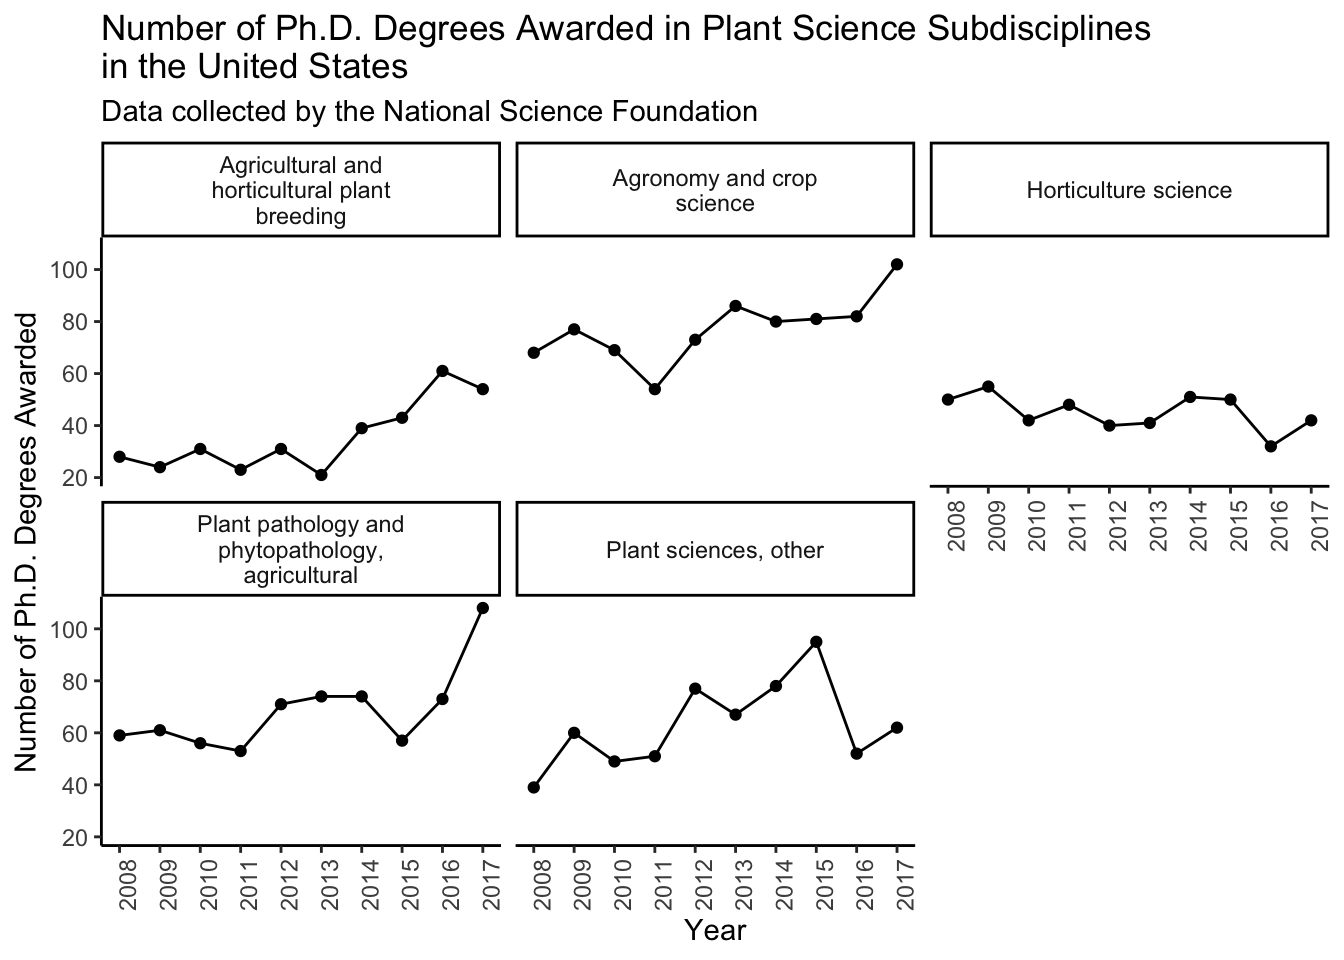 Number of Ph.D. Degrees Awarded in Plant Science Subdisciplines
in the United States
Data collected by the National Science Foundation
Agricultural and
horticultural plant
breeding
Agronomy and crop
science
Horticulture science
Number of Ph.D. Degrees Awarded
100
80
60
40
20
2008
2009
2010
2011
2012
2013
2014
2015
2016
2017
Plant pathology and
phytopathology,
agricultural
Plant sciences, other
100
80
60
40
20
2008
2009
2010
2011
2012
2013
2014
2015
2016
2017
2008
2009
2010
2011
2012
2013
2014
2015
2016
2017
Year